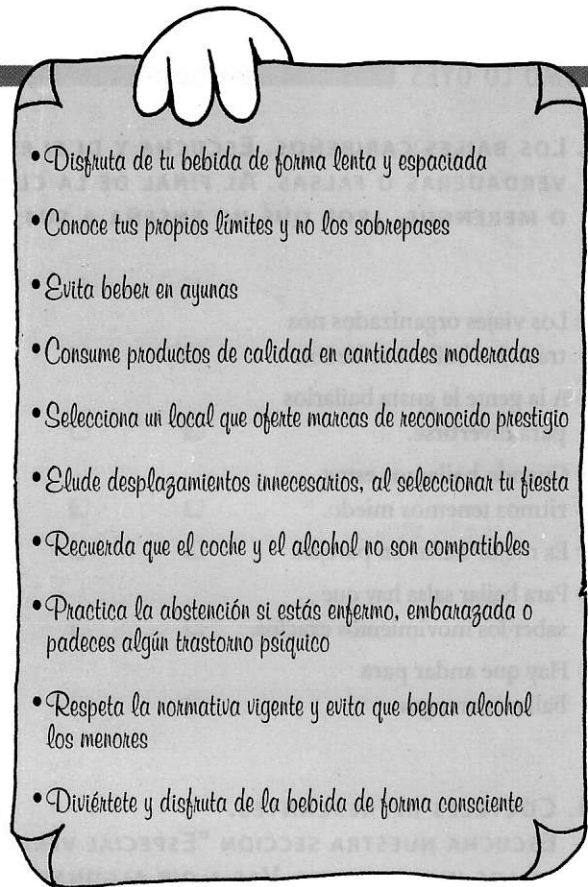 • Disfruta de tu bebida de forma lenta y espaciada
• Conoce tus propios límites y no los sobrepases
• Evita beber en ayunas
• Consume productos de calidad en cantidades moderadas
• Selecciona un local que oferte marcas de reconocido prestigio
• Elude desplazamientos innecesarios, al seleccionar tu fiesta
• Recuerda que el coche y el alcohol no son compatibles
• Practica la abstención si estás enfermo, embarazada o
padeces algún trastorno psíquico
• Respeta la normativa vigente y evita que beban alcohol
los menores
• Diviértete y disfruta de la bebida de forma consciente